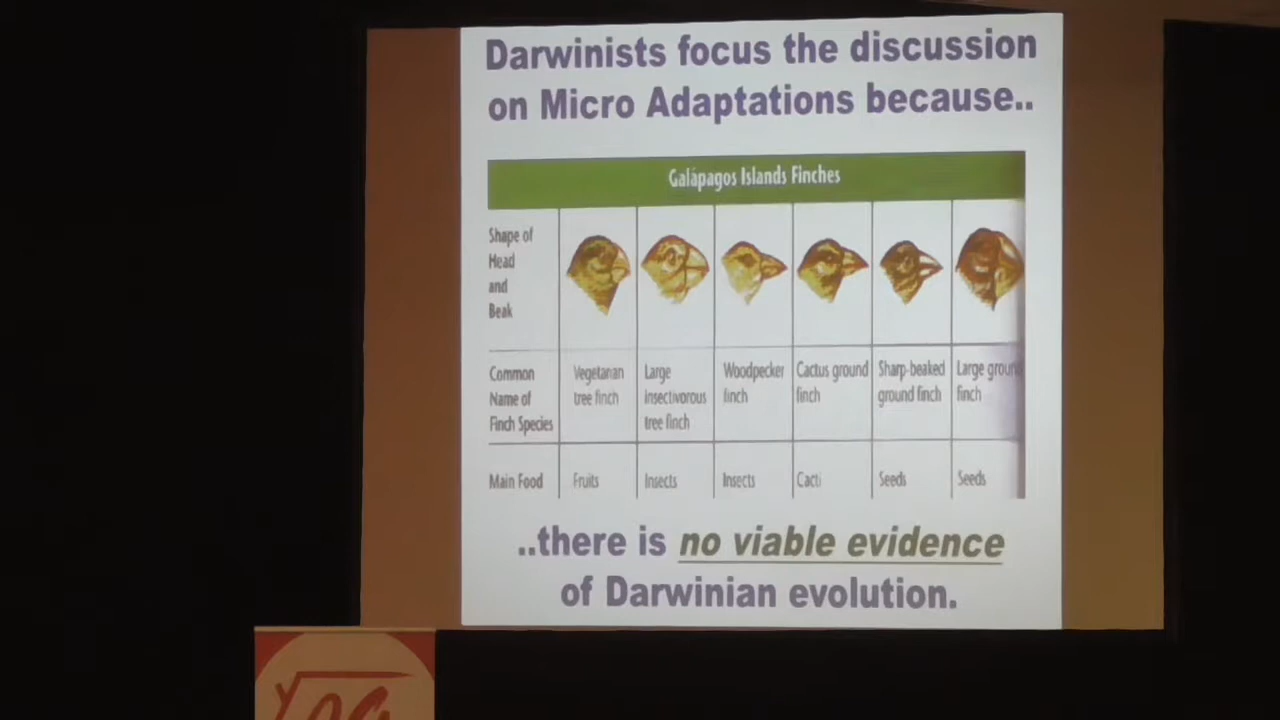 Darwinists focus the discussion
on Micro Adaptations because..
Galápagos Islands Finches
Shape of
Head
and
Beak
Common
Name of
Finch Species
Vegetarian
tree finch
Large
insectivorous
tree finch
Woodpecker
finch
Cactus ground
finch
Sharp-beaked
ground finch
Large ground
finch
Main Food
Fruits
Insects
Insects
Cacti
Seeds
Seeds
..there is no viable evidence
of Darwinian evolution.